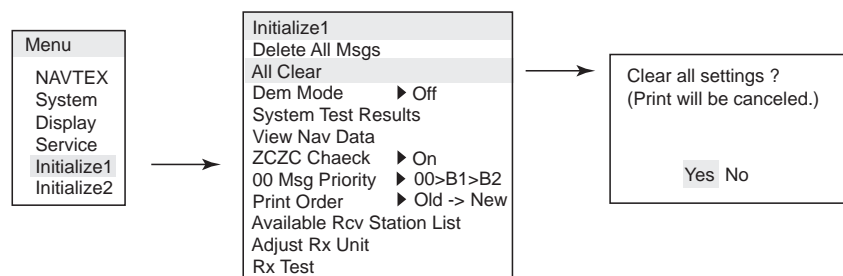 Menu
NAVTEX
System
Display
Service
Initialize1
Initialize2
Initialize1
Delete All Msgs
All Clear
Dem Mode ▶ Off
System Test Results
View Nav Data
ZCZC Chaeck ▶ On
00 Msg Priority ▶ 00>B1>B2
Print Order ▶ Old -> New
Available Rcv Station List
Adjust Rx Unit
Rx Test
Clear all settings ?
(Print will be canceled.)
Yes No